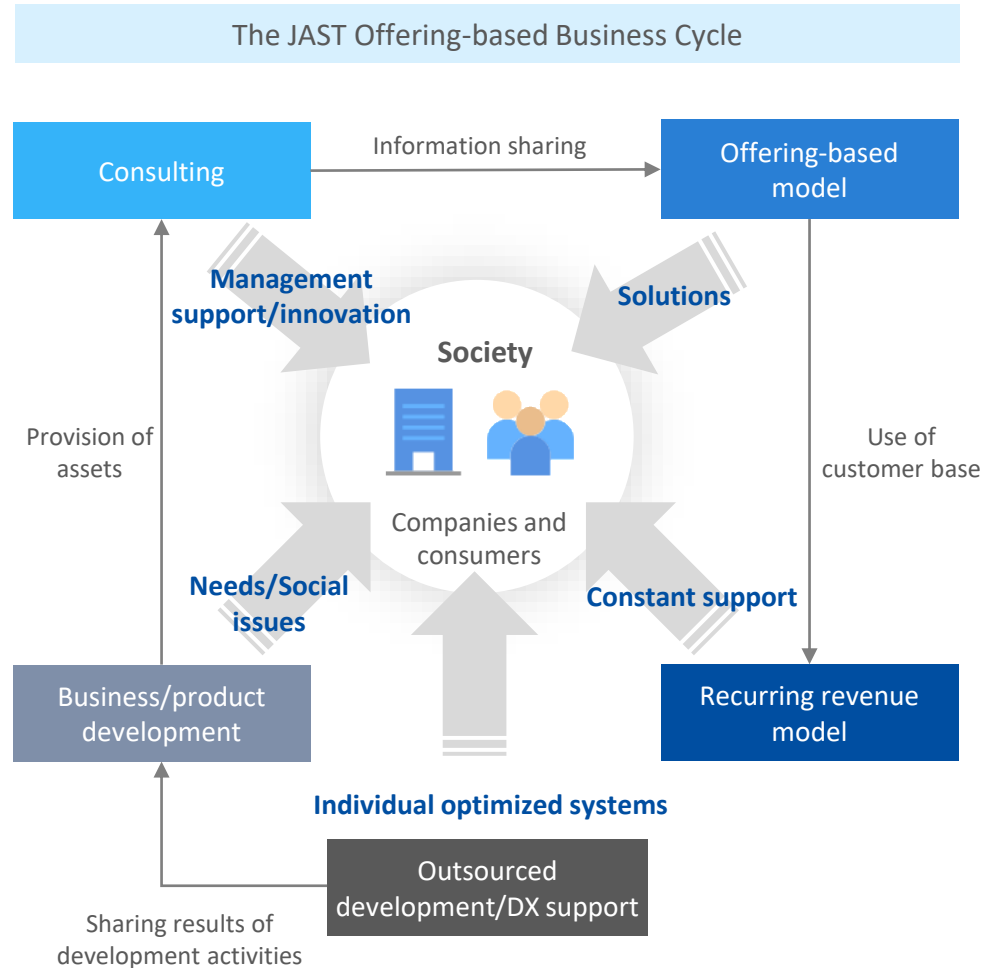 The JAST Offering-based Business Cycle
Consulting
Information sharing
Offering-based
model
Management
support/innovation
Solutions
Society
Provision of
assets
Use of
customer base
Companies and
consumers
Needs/Social
issues
Constant support
Business/product
development
Recurring revenue
model
Individual optimized systems
Outsourced
development/DX support
Sharing results of
development activities